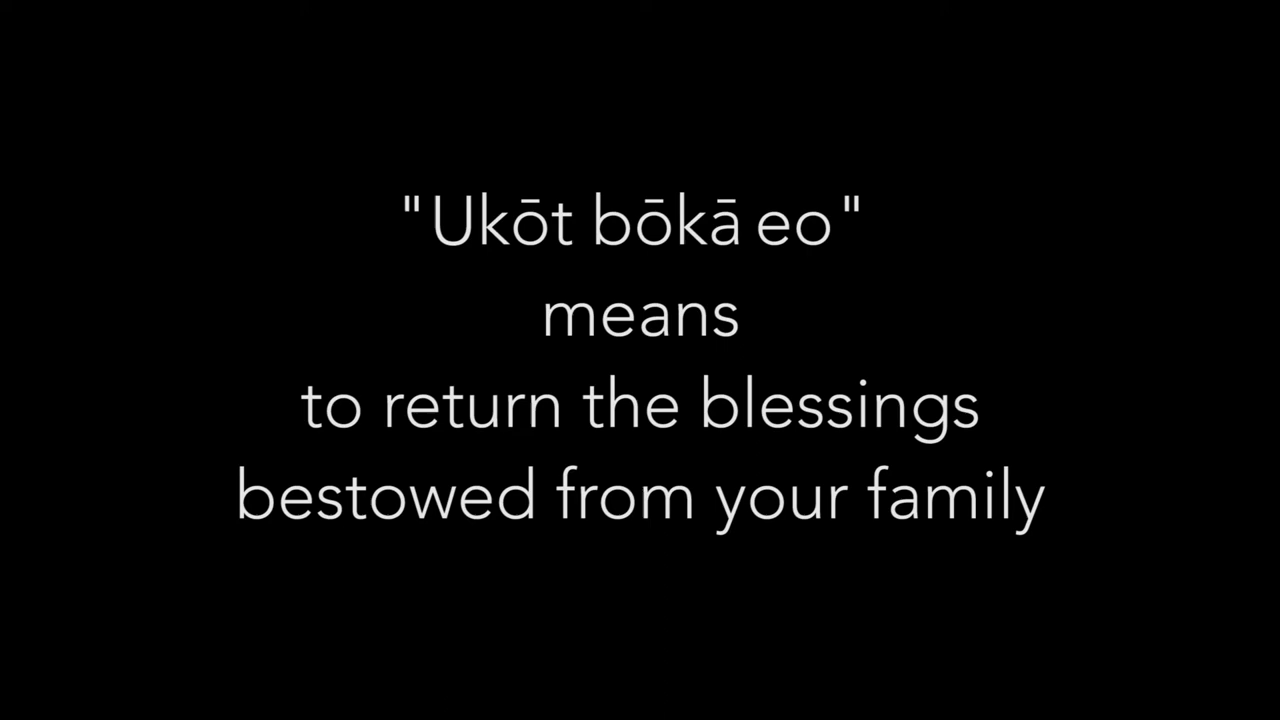 "Ukōt bōkā eo"
means
to return the blessings
bestowed from your family